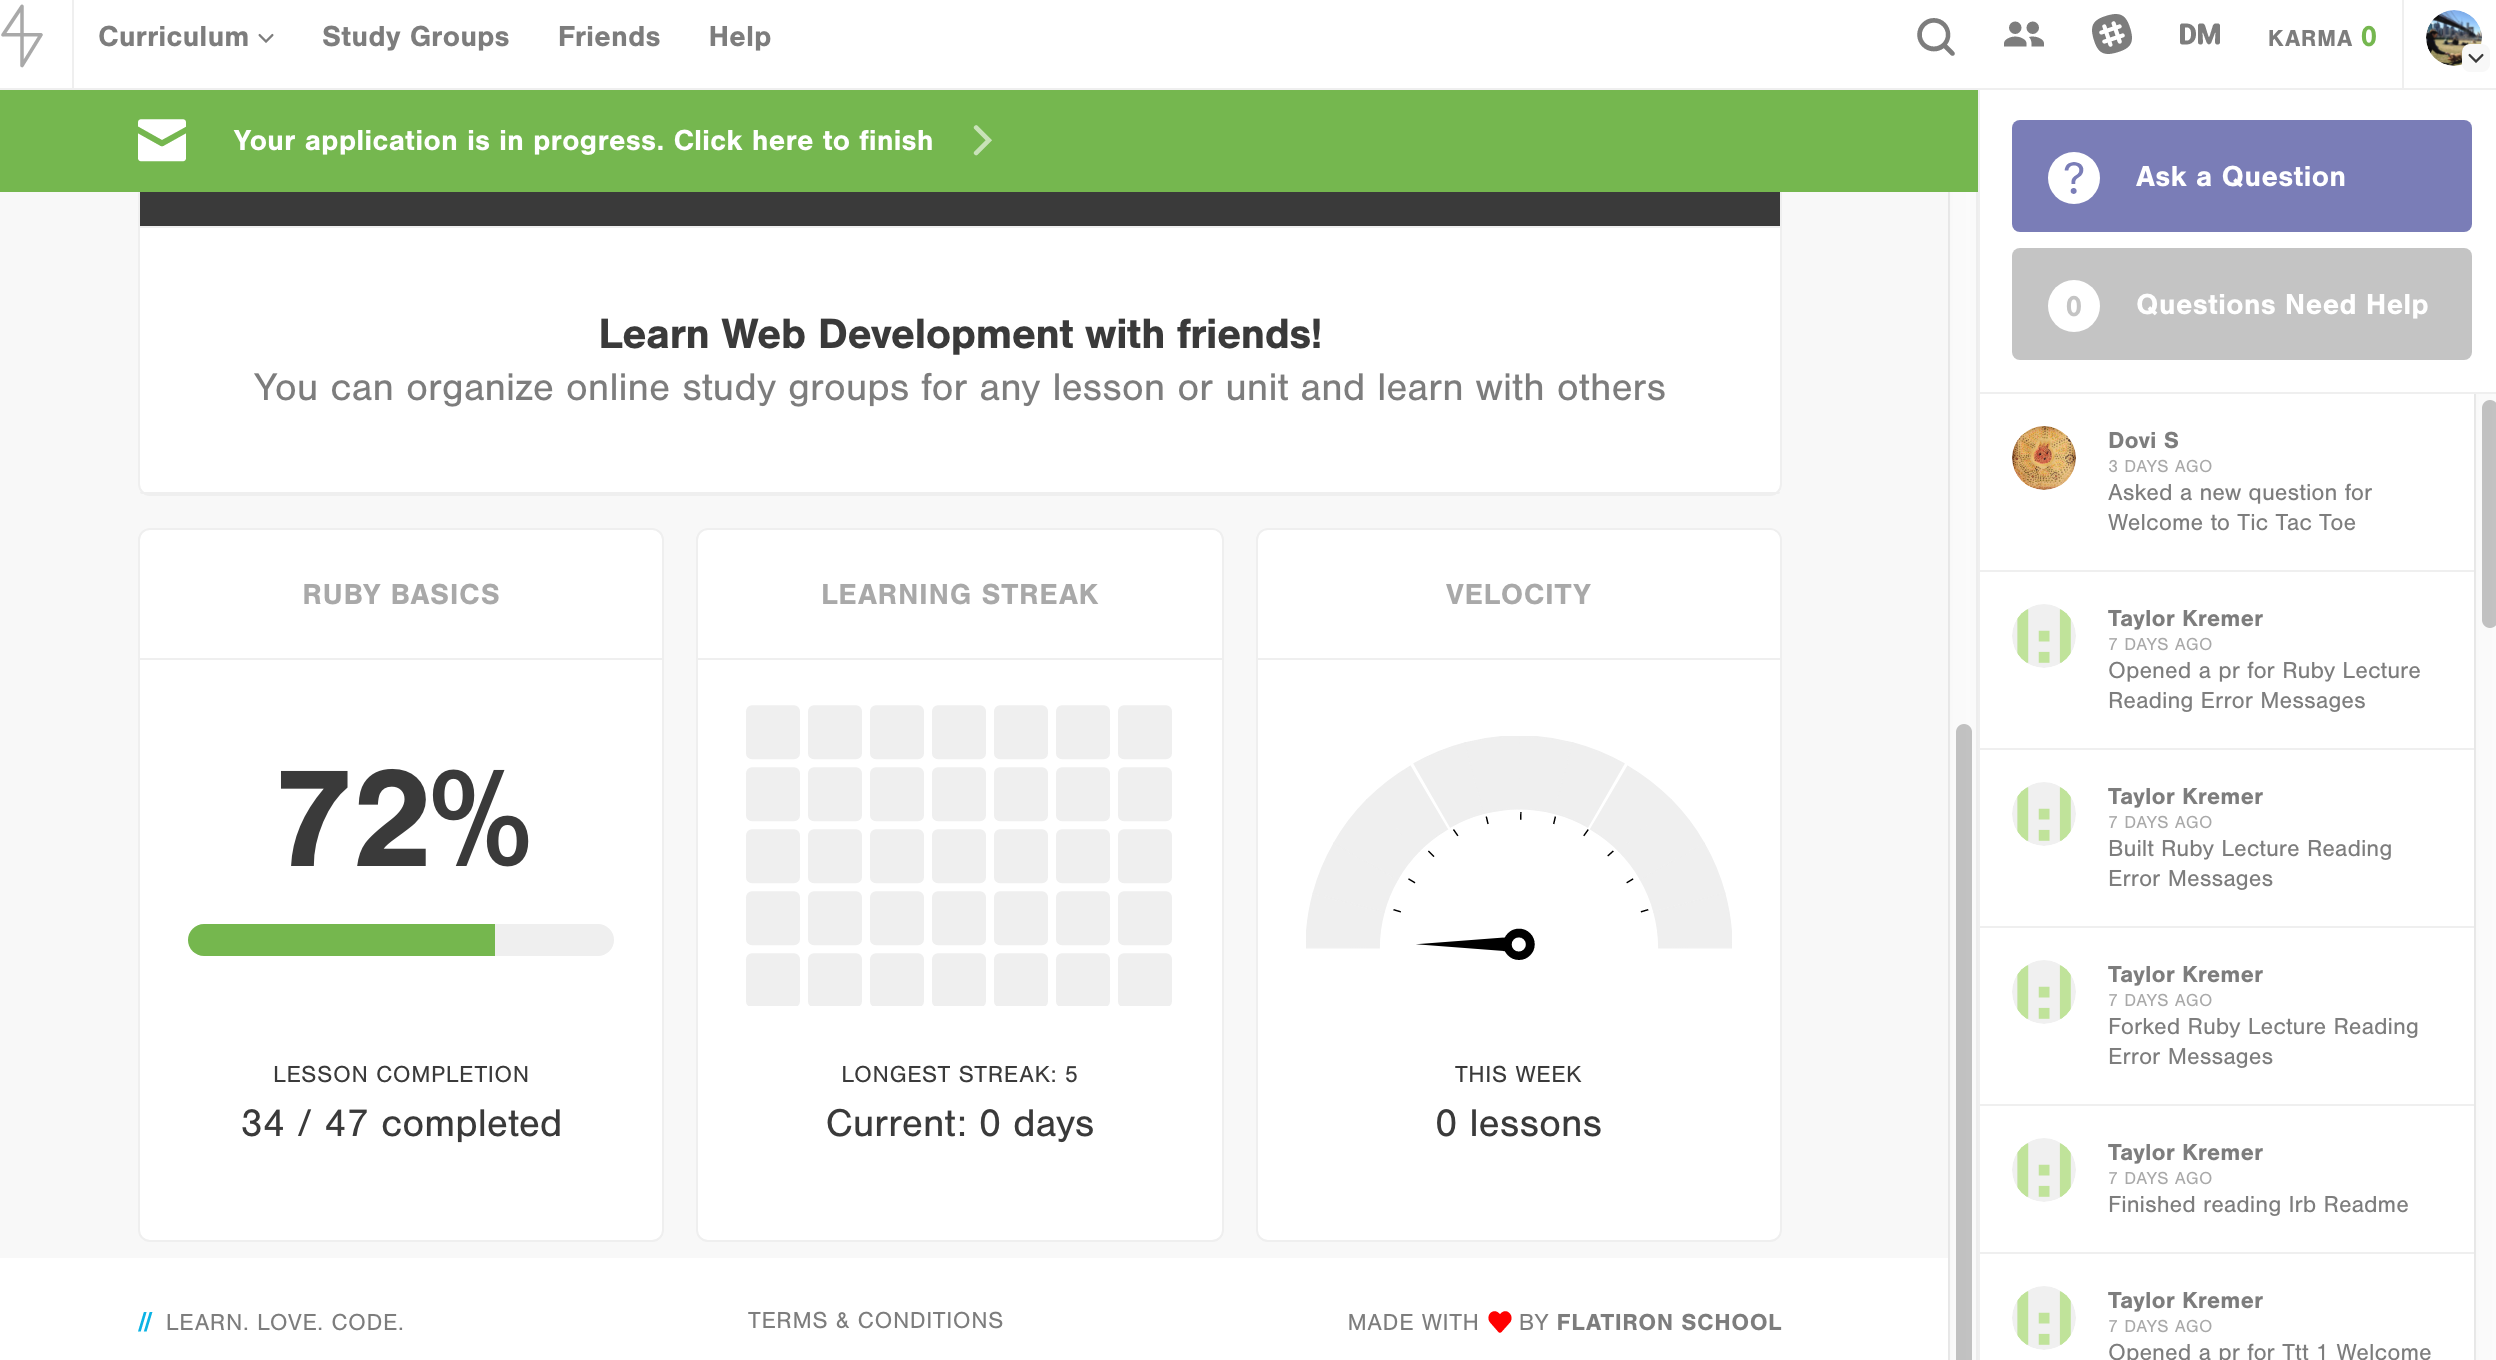 Curriculum
Study Groups
Friends
Help
DM
KARMA 0
Your application is in progress. Click here to finish
? Ask a Question
0 Questions Need Help
Learn Web Development with friends!
You can organize online study groups for any lesson or unit and learn with others
RUBY BASICS
72%
LESSON COMPLETION
34 / 47 completed
LEARNING STREAK
LONGEST STREAK: 5
Current: 0 days
VELOCITY
THIS WEEK
0 lessons
Dovi S
3 DAYS AGO
Asked a new question for
Welcome to Tic Tac Toe
Taylor Kremer
7 DAYS AGO
Opened a pr for Ruby Lecture
Reading Error Messages
Taylor Kremer
7 DAYS AGO
Built Ruby Lecture Reading
Error Messages
Taylor Kremer
7 DAYS AGO
Forked Ruby Lecture Reading
Error Messages
Taylor Kremer
7 DAYS AGO
Finished reading Irb Readme
Taylor Kremer
7 DAYS AGO
Opened a pr for Ttt 1 Welcome
// LEARN. LOVE. CODE.
TERMS & CONDITIONS
MADE WITH ❤ BY FLATIRON SCHOOL